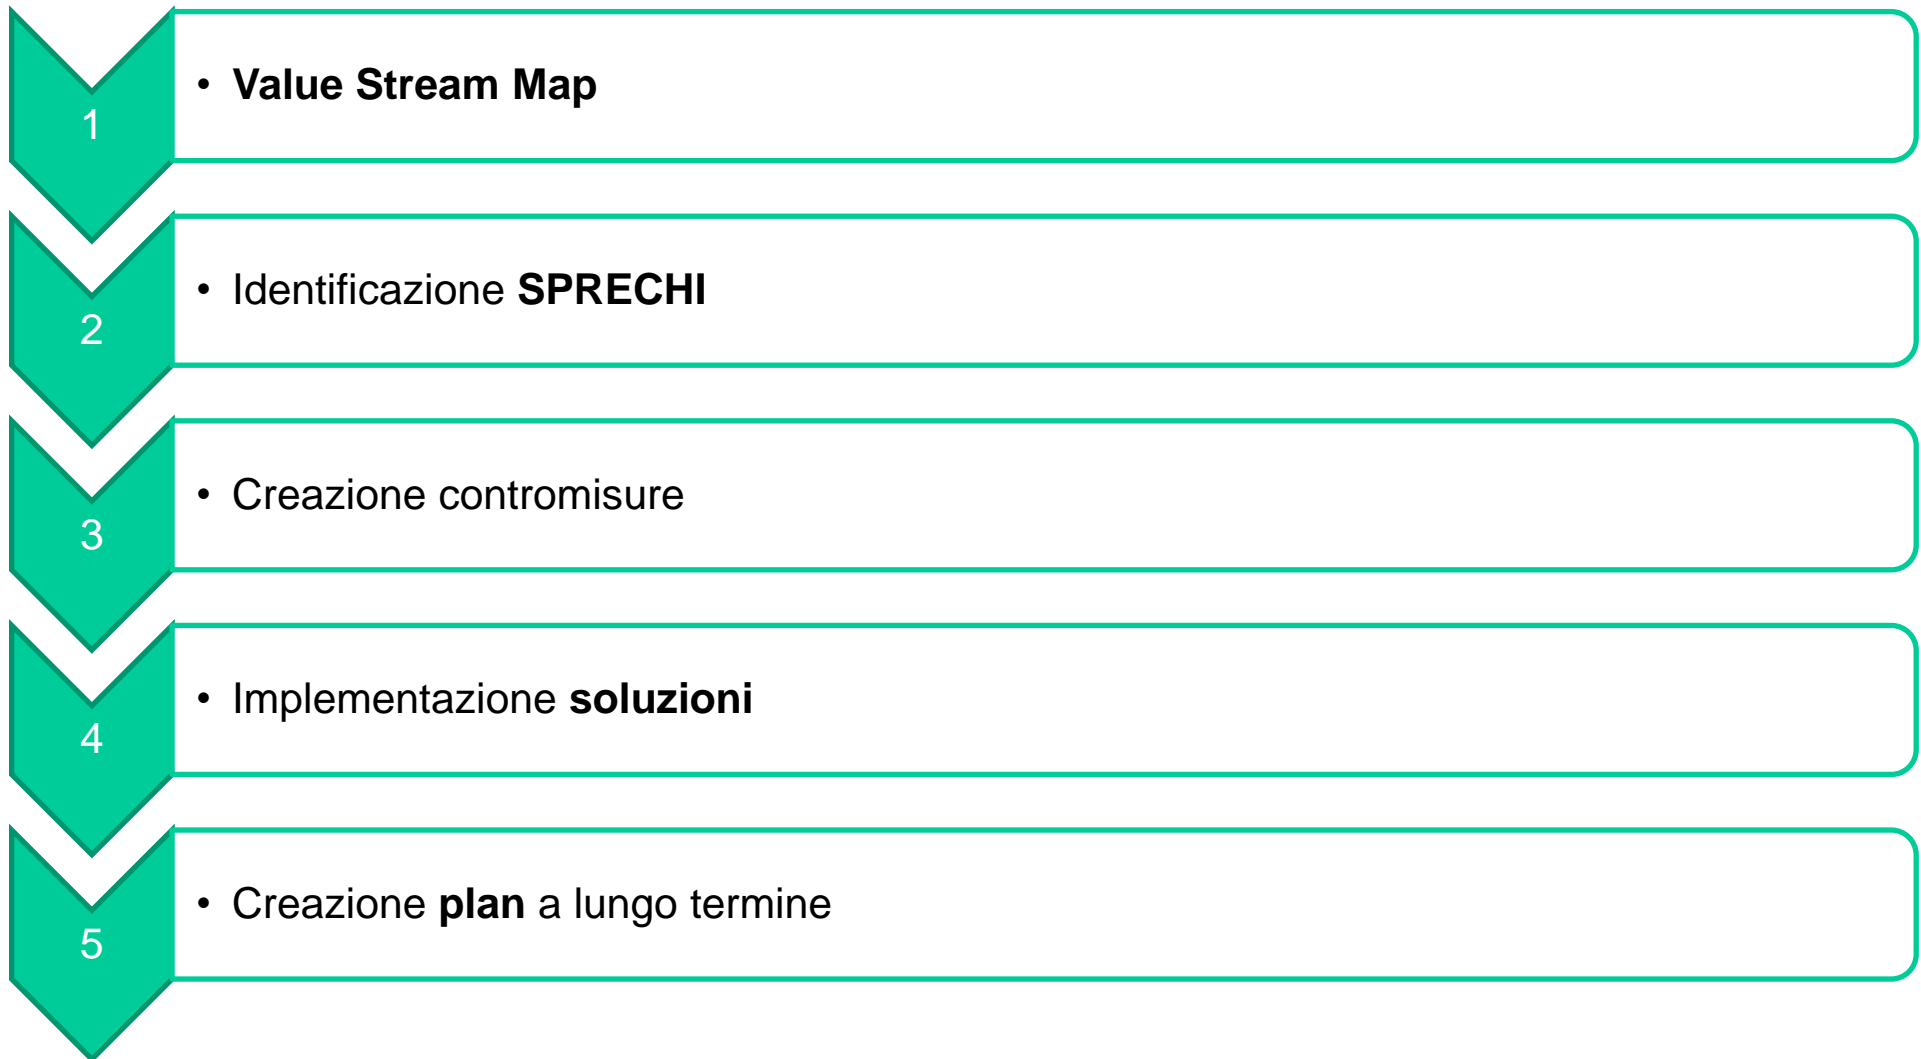 1
• Value Stream Map
2
• Identificazione SPRECHI
3
• Creazione contromisure
4
• Implementazione soluzioni
5
• Creazione plan a lungo termine